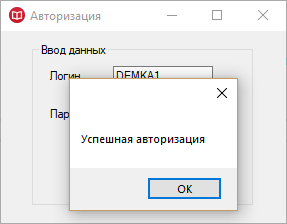 Авторизация
Ввод данных
Логин
DEMKA1
Пар
Успешная авторизация
OK